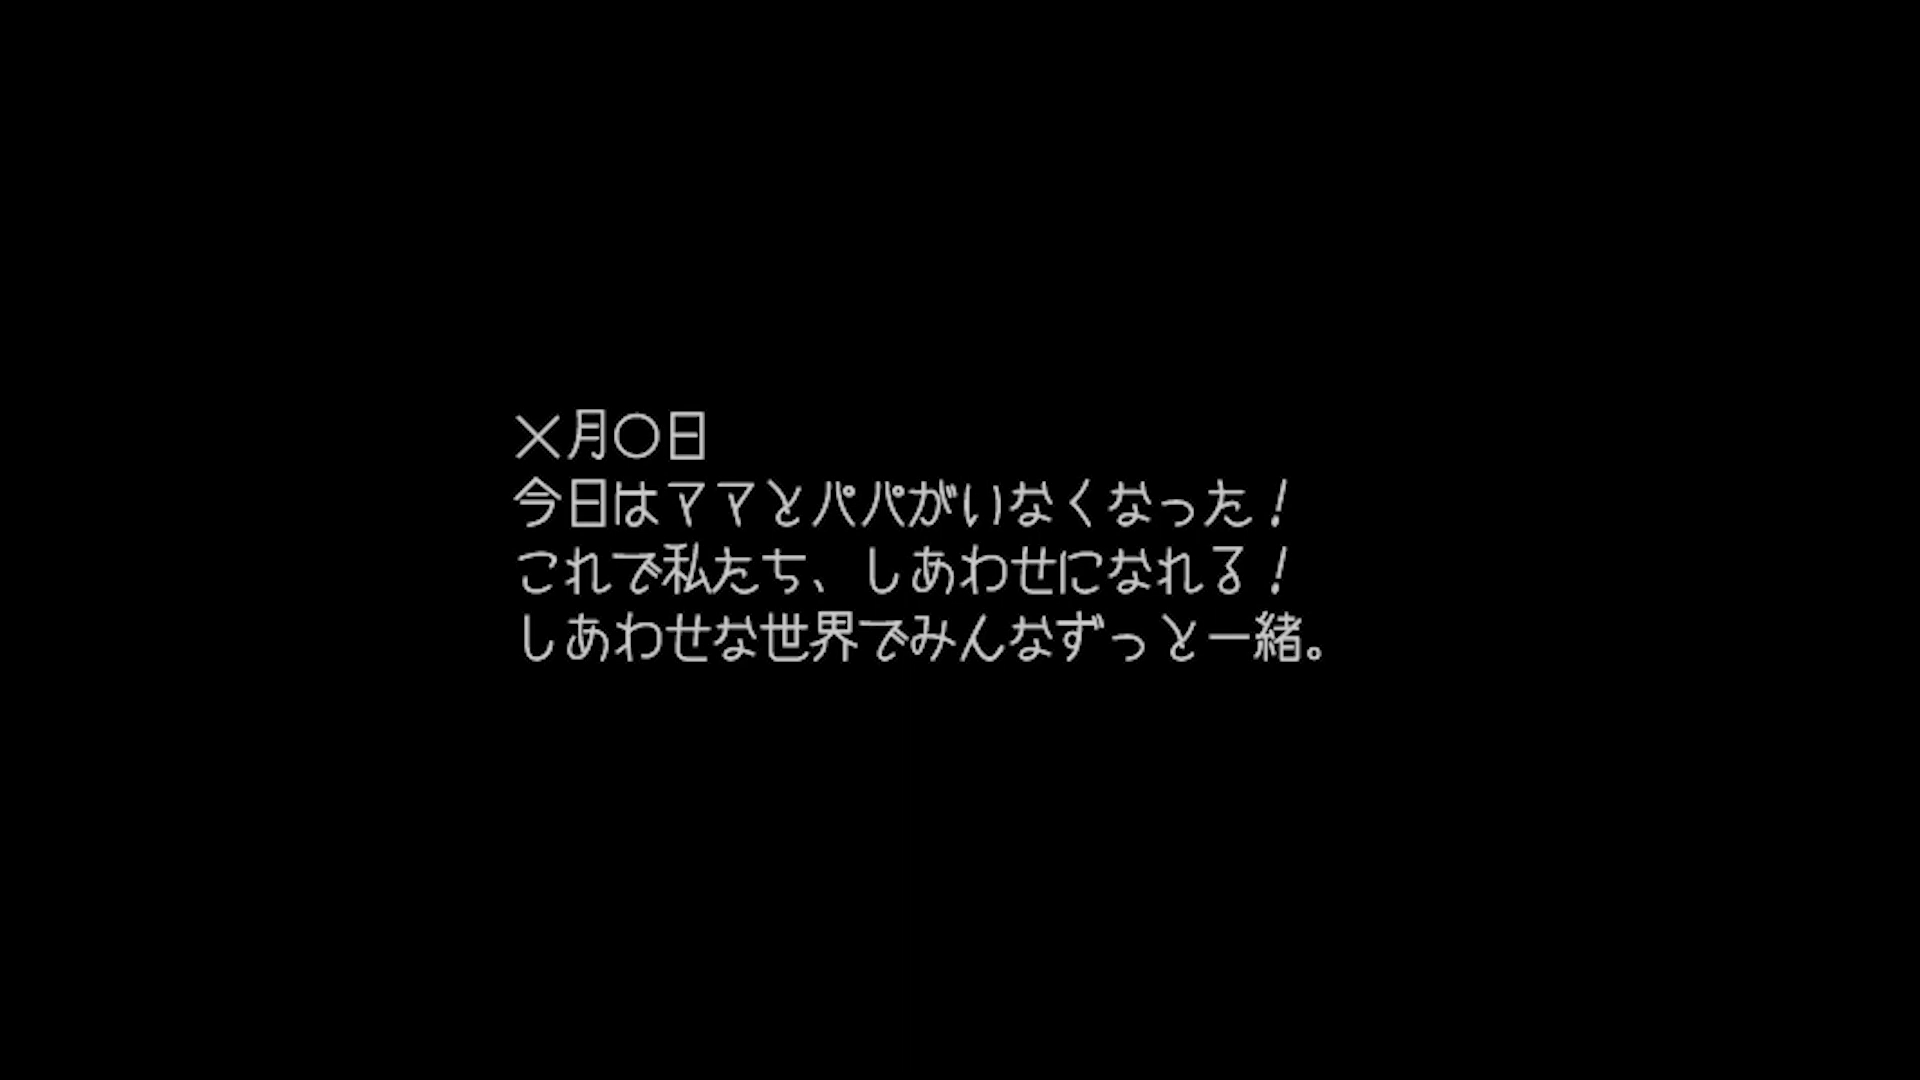 ×月○日
今日はママとパパがいなくなった！
これで私たち、しあわせになれる！
しあわせな世界でみんなずっと一緒。